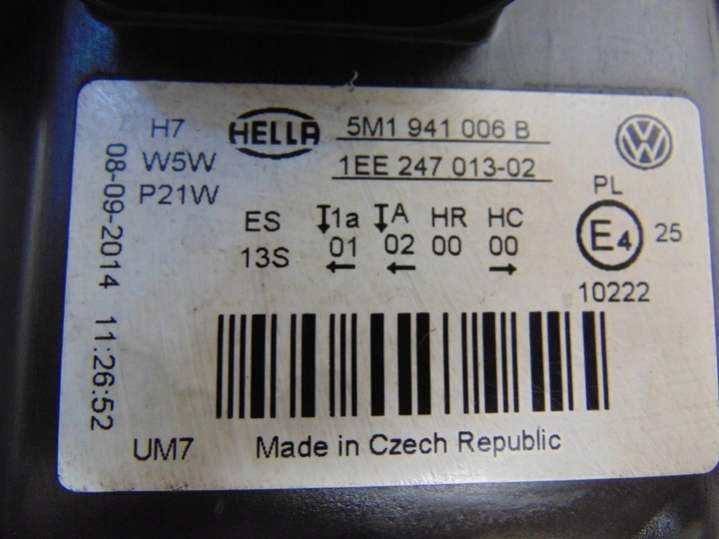 H7
W5W
P21W
HELLA
5M1 941 006 B
1EE 247 013-02
VW
08-09-2014 11:26:52
ES 1a A HR HC
13S 01 02 00 00
PL
E4 25
10222
UM7 Made in Czech Republic